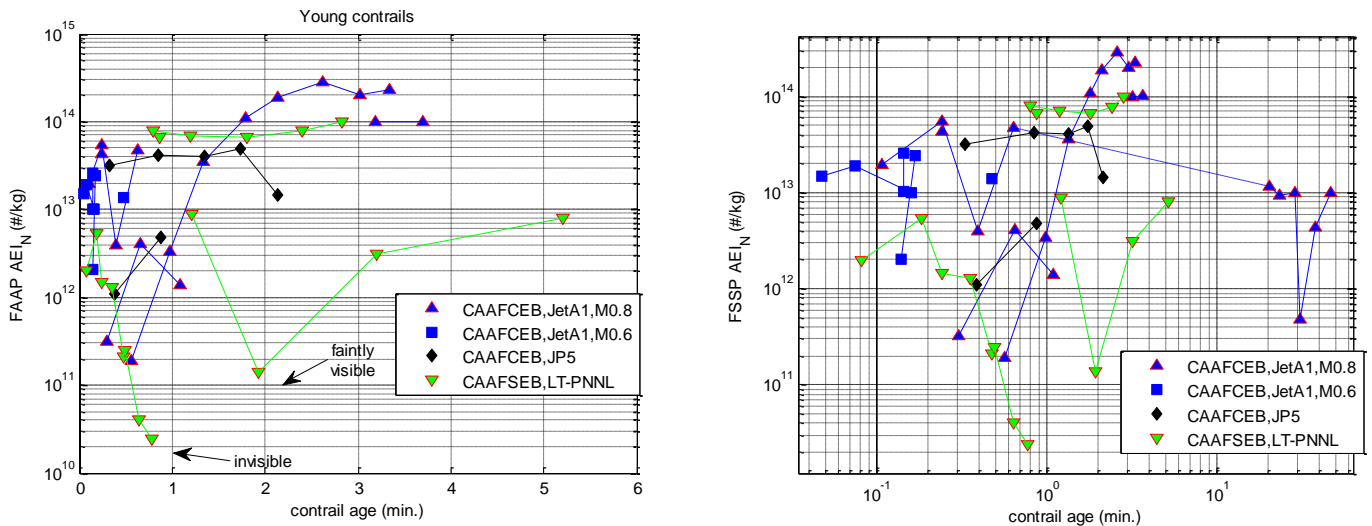 Young contrails
10^15
10^14
10^13
10^12
10^11
10^10
FAAP AEI_N (#/kg)
0 1 2 3 4 5 6
contrail age (min.)
faintly
visible
invisible
CAAFCEB,JetA1,M0.8
CAAFCEB,JetA1,M0.6
CAAFCEB,JP5
CAAFSEB,LT-PNNL
10^14
10^13
10^12
10^11
FSSP AEI_N (#/kg)
10^-1 10^0 10^1
contrail age (min.)
CAAFCEB,JetA1,M0.8
CAAFCEB,JetA1,M0.6
CAAFCEB,JP5
CAAFSEB,LT-PNNL